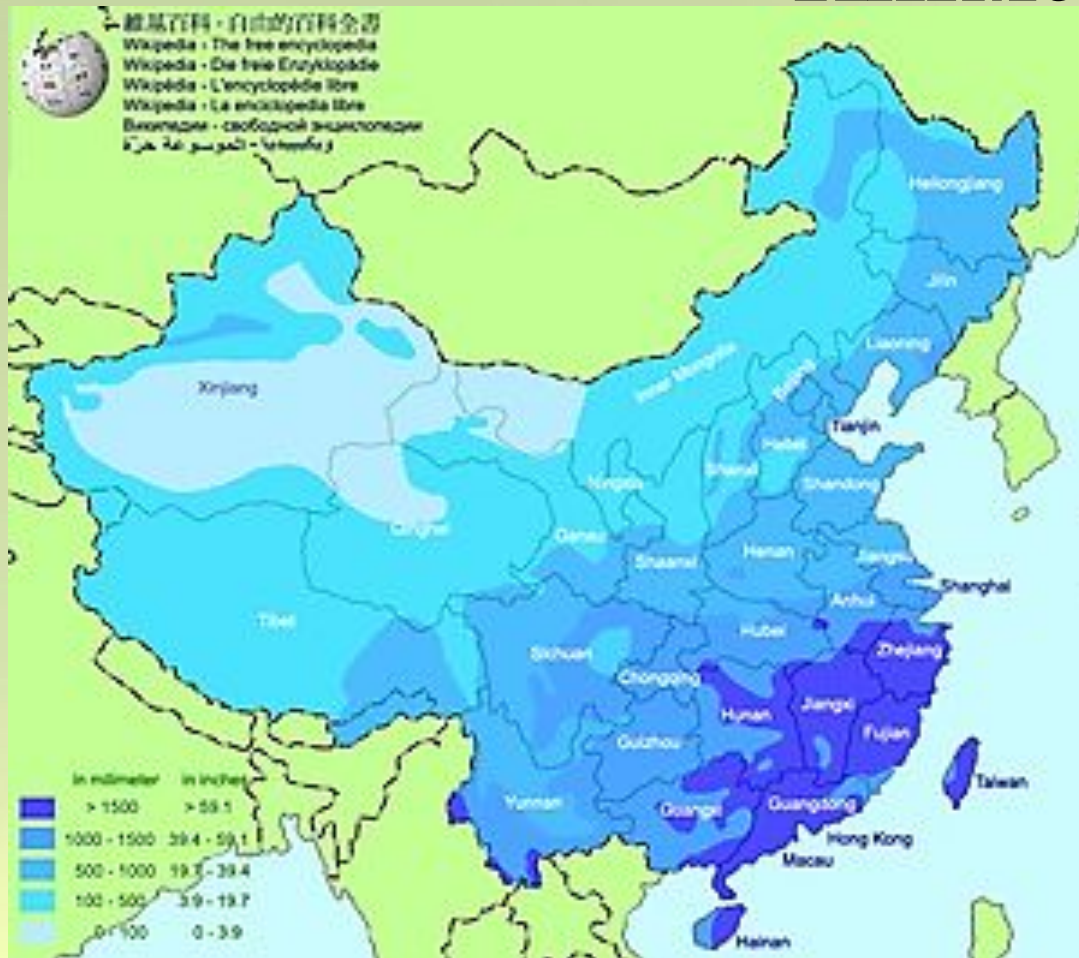 維基百科 - 自由的百科全書
Wikipedia - The free encyclopedia
Wikipedia - Die freie Enzyklopädie
Wikipédia - L'encyclopédie libre
Wikipedia - La enciclopedia libre
Википедии - свободной энциклопедии
Heilongjiang
Jilin
Liaoning
Inner Mongolia
Xinjiang
Tianjin
Hebei
Shanxi
Ningxia
Shandong
Qinghai
Gansu
Shaanxi
Henan
Jiangsu
Shanghai
Anhui
Tibet
Hubei
Sichuan
Zhejiang
Chongqing
Hunan
Jiangxi
Fujian
Guizhou
Yunnan
Guangxi
Guangdong
Taiwan
Hong Kong
Macau
Hainan
in milimeter in inches
> 1500 > 59.1
1000 - 1500 39.4 - 59.1
500 - 1000 19.7 - 39.4
100 - 500 3.9 - 19.7
0 - 100 0 - 3.9